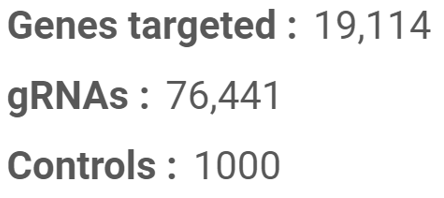 Genes targeted : 19,114
gRNAs : 76,441
Controls : 1000